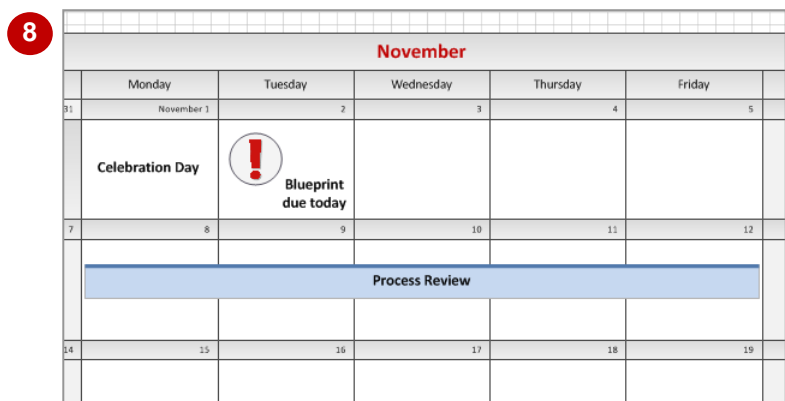 8
November
Monday Tuesday Wednesday Thursday Friday
31 November 1 2 3 4 5
Celebration Day
!
Blueprint
due today
7 8 9 10 11 12
Process Review
14 15 16 17 18 19